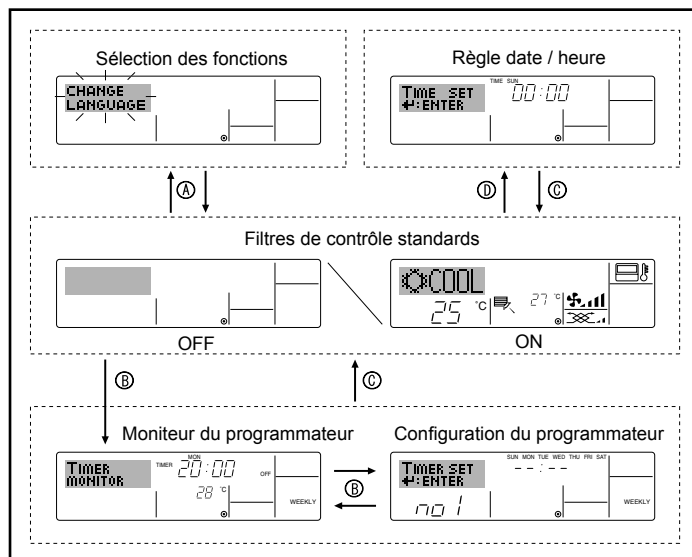 Sélection des fonctions
CHANGE
LANGUAGE
Règle date / heure
TIME SUN
TIME SET 00:00
↵:ENTER
Ⓐ
Ⓓ
Ⓒ
Filtres de contrôle standards
COOL
25 °C
27 °C
OFF
ON
Ⓑ
Ⓒ
Moniteur du programmateur
MON
TIMER
MONITOR
TIMER 20:00 OFF
28 °C
WEEKLY
Ⓑ
Configuration du programmateur
SUN MON TUE WED THU FRI SAT
TIMER SET --:--
↵:ENTER
no 1
WEEKLY